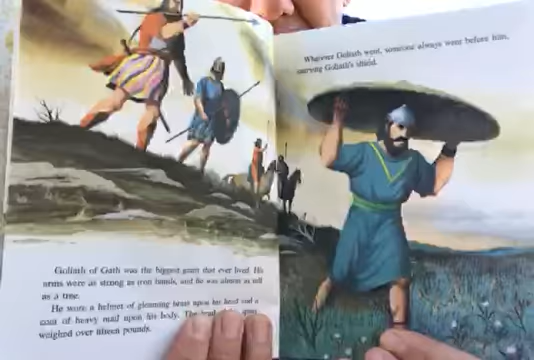 Goliath of Gath was the biggest giant that ever lived. His
arms were as strong as iron bands, and he was almost as tall
as a tree.
He wore a helmet of gleaming brass upon his head and a
coat of heavy mail upon his body. The head
weighed over fifteen pounds.
Wherever Goliath went, someone always went before him,
carrying Goliath's shield.